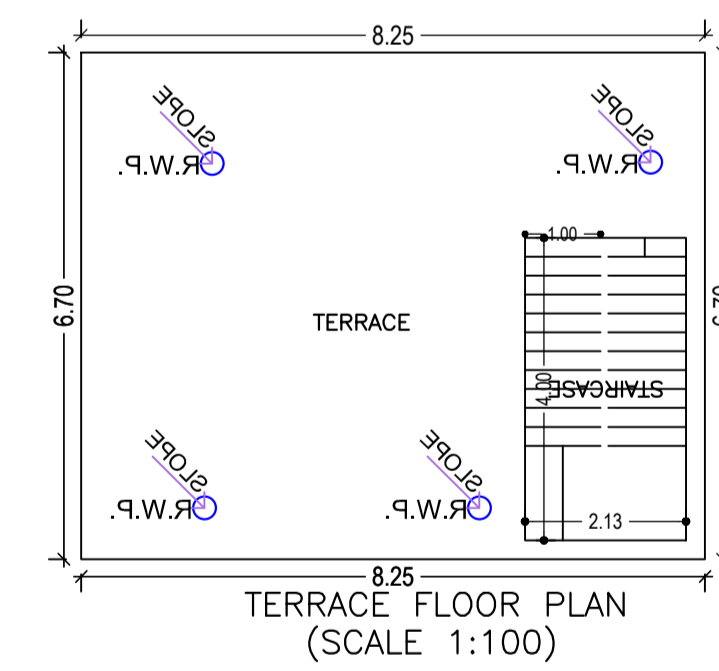 8.25
SLOPE
R.W.P.
SLOPE
R.W.P.
1.00
6.70
TERRACE
4.00
STAIRCASE
SLOPE
R.W.P.
SLOPE
R.W.P.
2.13
8.25
TERRACE FLOOR PLAN
(SCALE 1:100)